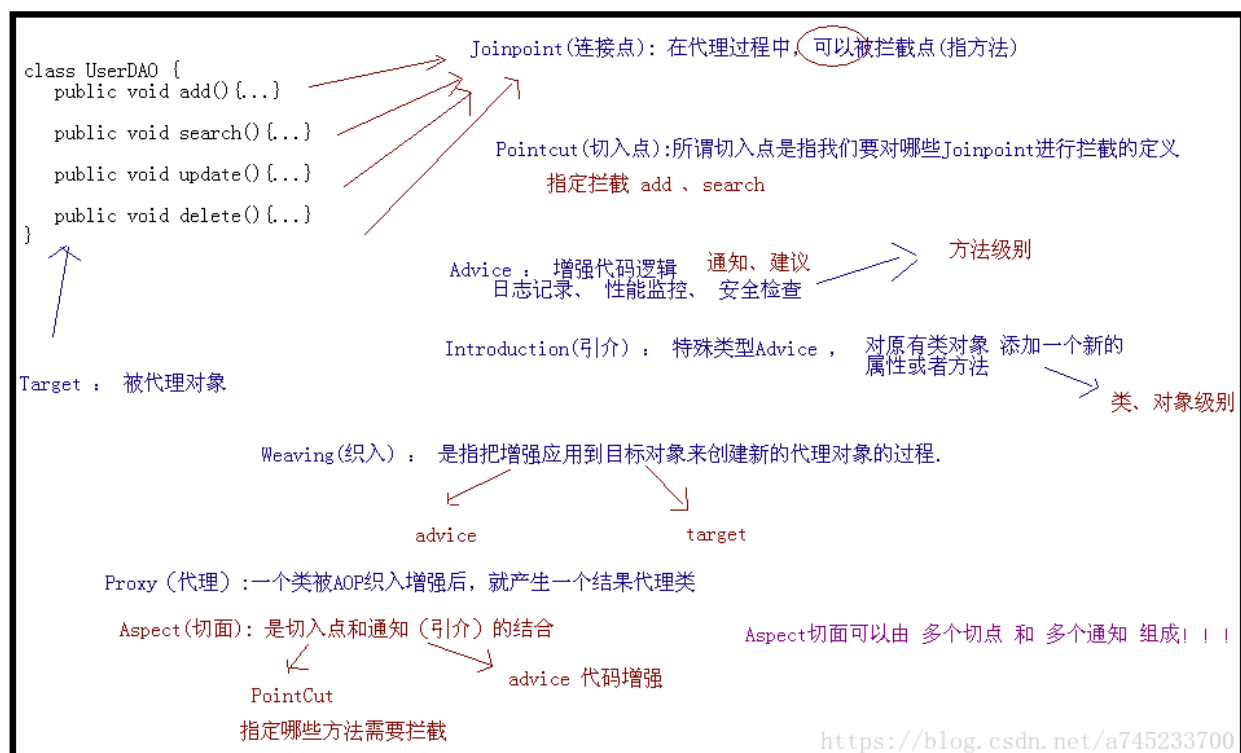 Joinpoint(连接点): 在代理过程中, 可以被拦截点(指方法)
class UserDAO {
public void add(){...}
public void search(){...}
public void update(){...}
public void delete(){...}
}
Pointcut(切入点):所谓切入点是指我们要对哪些Joinpoint进行拦截的定义
指定拦截 add 、search
Advice : 增强代码逻辑 通知、建议
方法级别
日志记录、 性能监控、 安全检查
Introduction(引介) : 特殊类型Advice , 对原有类对象 添加一个新的
属性或者方法
类、对象级别
Target : 被代理对象
Weaving(织入) : 是指把增强应用到目标对象来创建新的代理对象的过程.
advice
target
Proxy (代理) :一个类被AOP织入增强后, 就产生一个结果代理类
Aspect(切面): 是切入点和通知 (引介) 的结合
Aspect切面可以由 多个切点 和 多个通知 组成! ! !
advice 代码增强
PointCut
指定哪些方法需要拦截
https://blog.csdn.net/a745233700